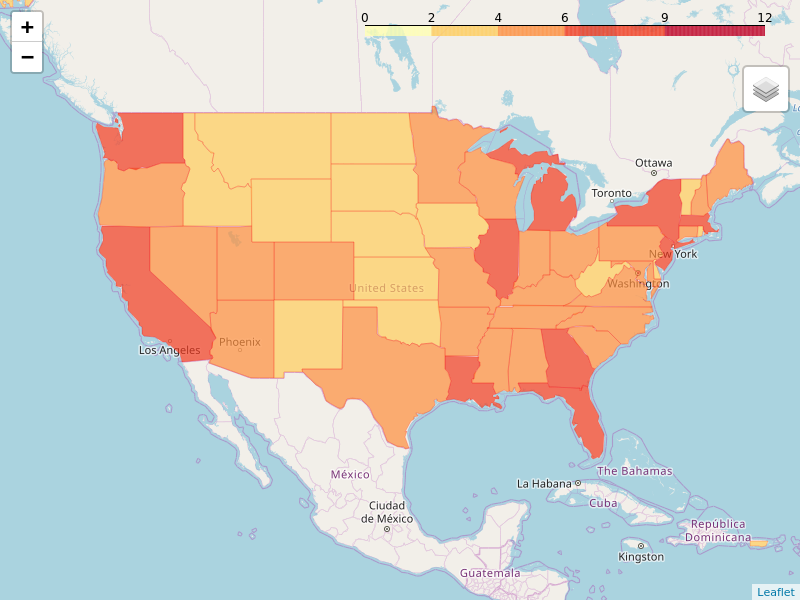 +
−
0 2 4 6 9 12
Ottawa
Toronto
New York
Washington
United States
Phoenix
Los Angeles
México
Ciudad
de México
La Habana
The Bahamas
Cuba
República
Dominicana
Kingston
Guatemala
Leaflet